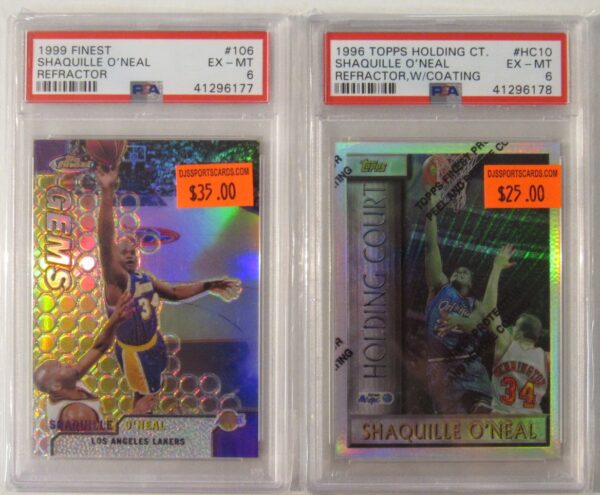 1999 FINEST #106
SHAQUILLE O'NEAL EX - MT
REFRACTOR 6
PSA 41296177
DJSSPORTSCARDS.COM
$35.00
GEMS
34
SHAQUILLE O'NEAL
LOS ANGELES LAKERS
1996 TOPPS HOLDING CT. #HC10
SHAQUILLE O'NEAL EX - MT
REFRACTOR,W/COATING 6
PSA 41296178
Topps
DJSSPORTSCARDS.COM
$25.00
HOLDING COURT
34
SHAQUILLE O'NEAL